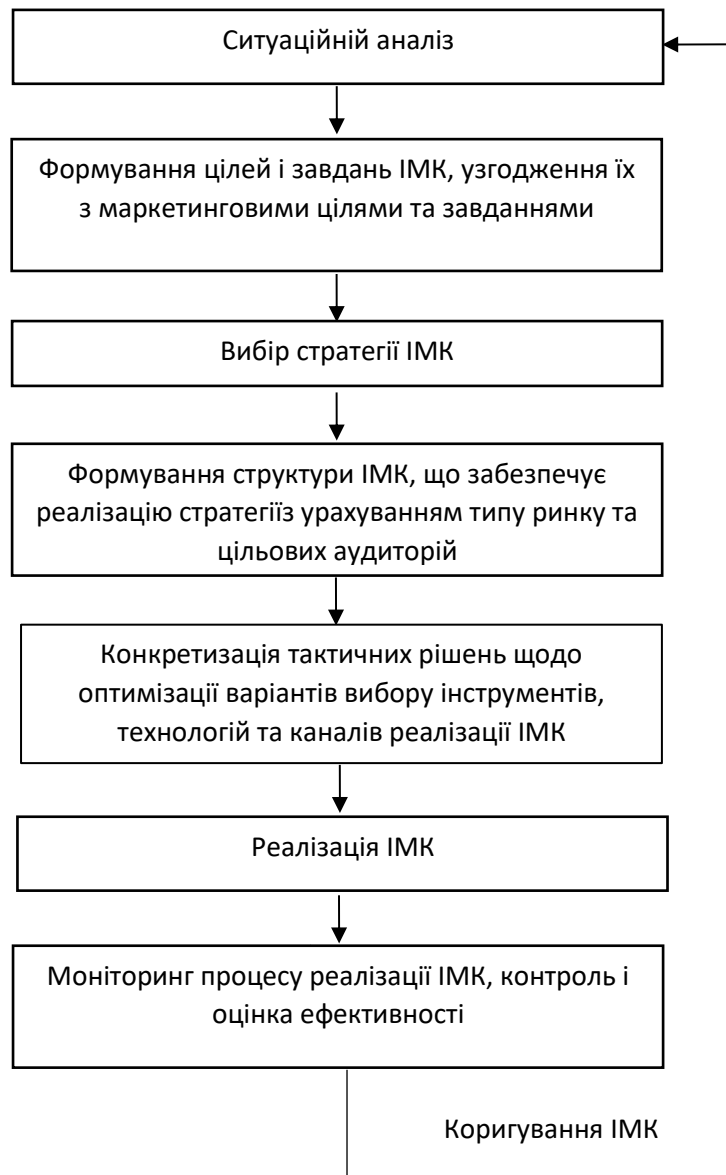 Ситуаційній аналіз
Формування цілей і завдань ІМК, узгодження їх
з маркетинговими цілями та завданнями
Вибір стратегії ІМК
Формування структури ІМК, що забезпечує
реалізацію стратегіїз урахуванням типу ринку та
цільових аудиторій
Конкретизація тактичних рішень щодо
оптимізації варіантів вибору інструментів,
технологій та каналів реалізації ІМК
Реалізація ІМК
Моніторинг процесу реалізації ІМК, контроль і
оцінка ефективності
Коригування ІМК